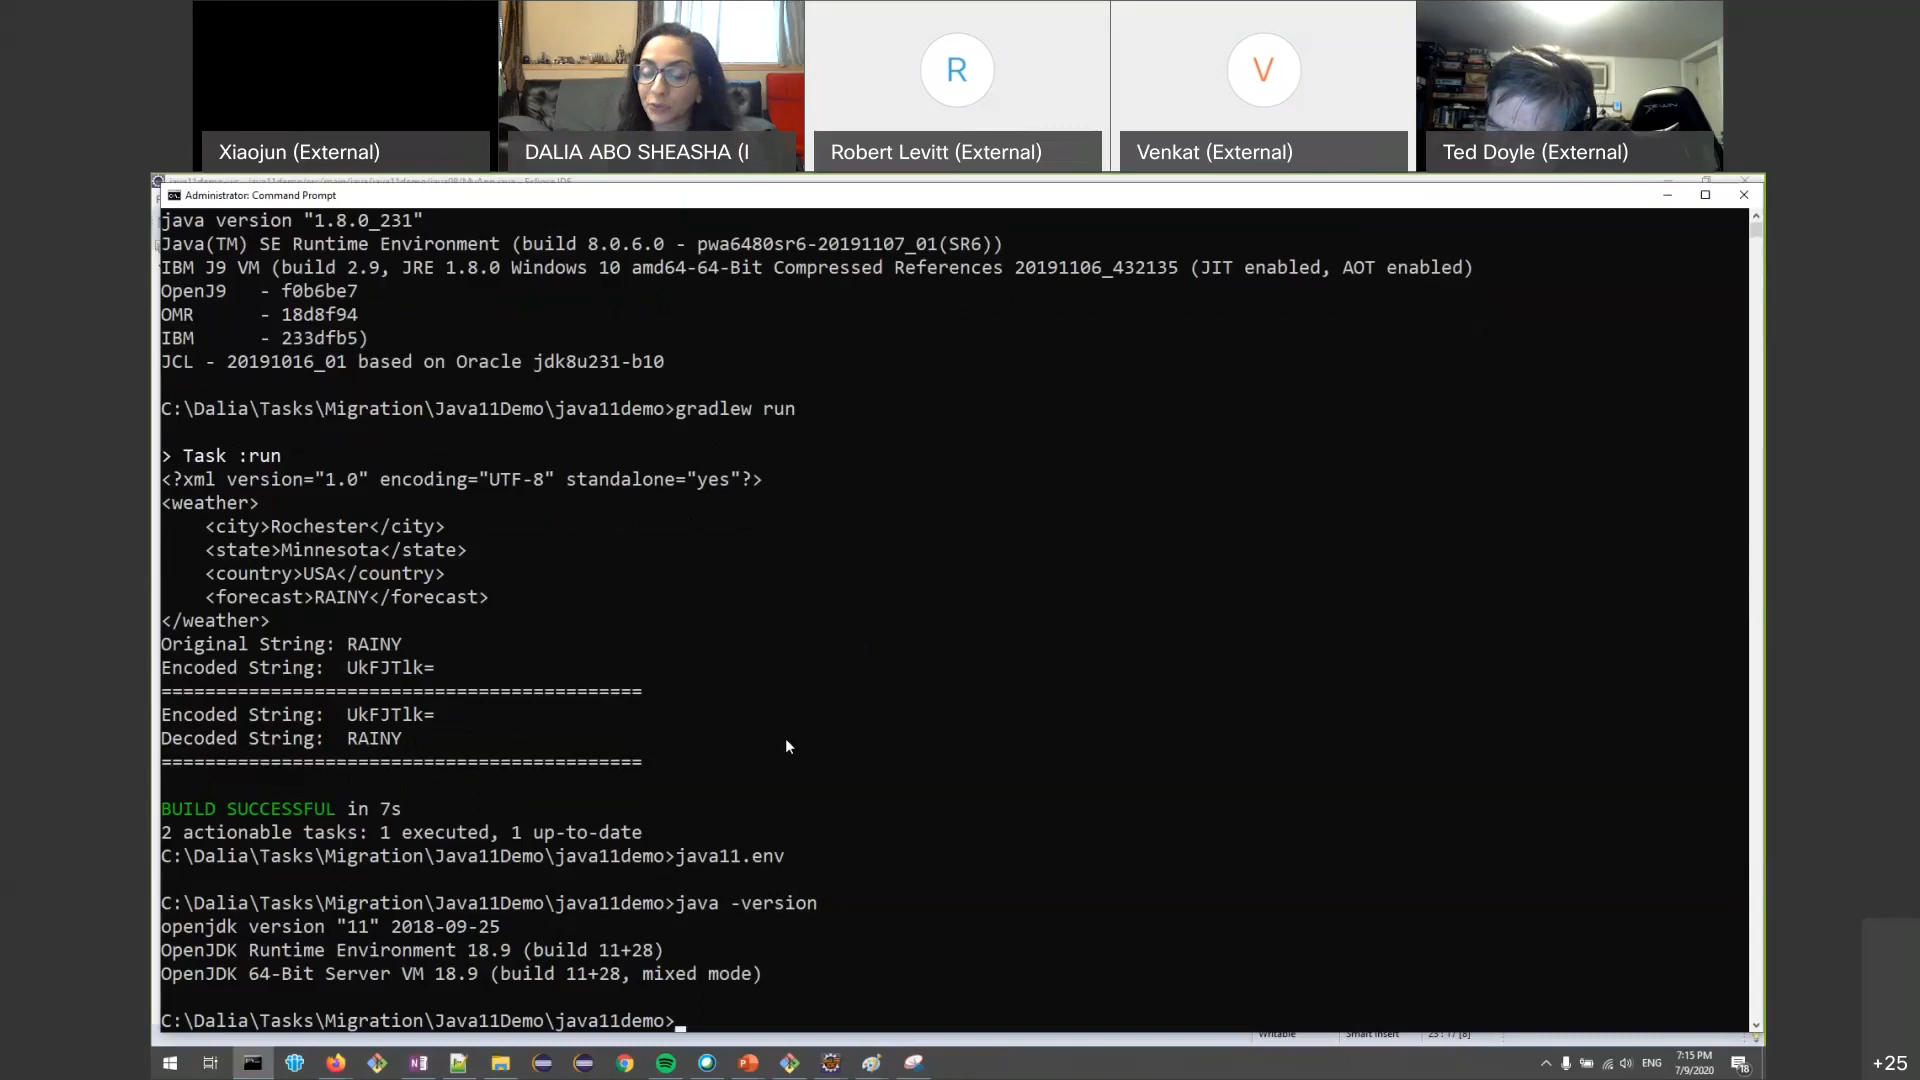 R
V
Xiaojun (External)
DALIA ABO SHEASHA (I
Robert Levitt (External)
Venkat (External)
Ted Doyle (External)
Administrator: Command Prompt
java version "1.8.0_231"
Java(TM) SE Runtime Environment (build 8.0.6.0 - pwa6480sr6-20191107_01(SR6))
IBM J9 VM (build 2.9, JRE 1.8.0 Windows 10 amd64-64-Bit Compressed References 20191106_432135 (JIT enabled, AOT enabled)
OpenJ9   - f0b6be7
OMR      - 18d8f94
IBM      - 233dfb5)
JCL - 20191016_01 based on Oracle jdk8u231-b10
C:\Dalia\Tasks\Migration\Java11Demo\java11demo>gradlew run
> Task :run
<?xml version="1.0" encoding="UTF-8" standalone="yes"?>
<weather>
    <city>Rochester</city>
    <state>Minnesota</state>
    <country>USA</country>
    <forecast>RAINY</forecast>
</weather>
Original String: RAINY
Encoded String:  UkFJTlk=
============================================
Encoded String:  UkFJTlk=
Decoded String:  RAINY
============================================
BUILD SUCCESSFUL in 7s
2 actionable tasks: 1 executed, 1 up-to-date
C:\Dalia\Tasks\Migration\Java11Demo\java11demo>java11.env
C:\Dalia\Tasks\Migration\Java11Demo\java11demo>java -version
openjdk version "11" 2018-09-25
OpenJDK Runtime Environment 18.9 (build 11+28)
OpenJDK 64-Bit Server VM 18.9 (build 11+28, mixed mode)
C:\Dalia\Tasks\Migration\Java11Demo\java11demo>
Writable
Smart Insert
ENG
7:15 PM
7/9/2020
18
+25